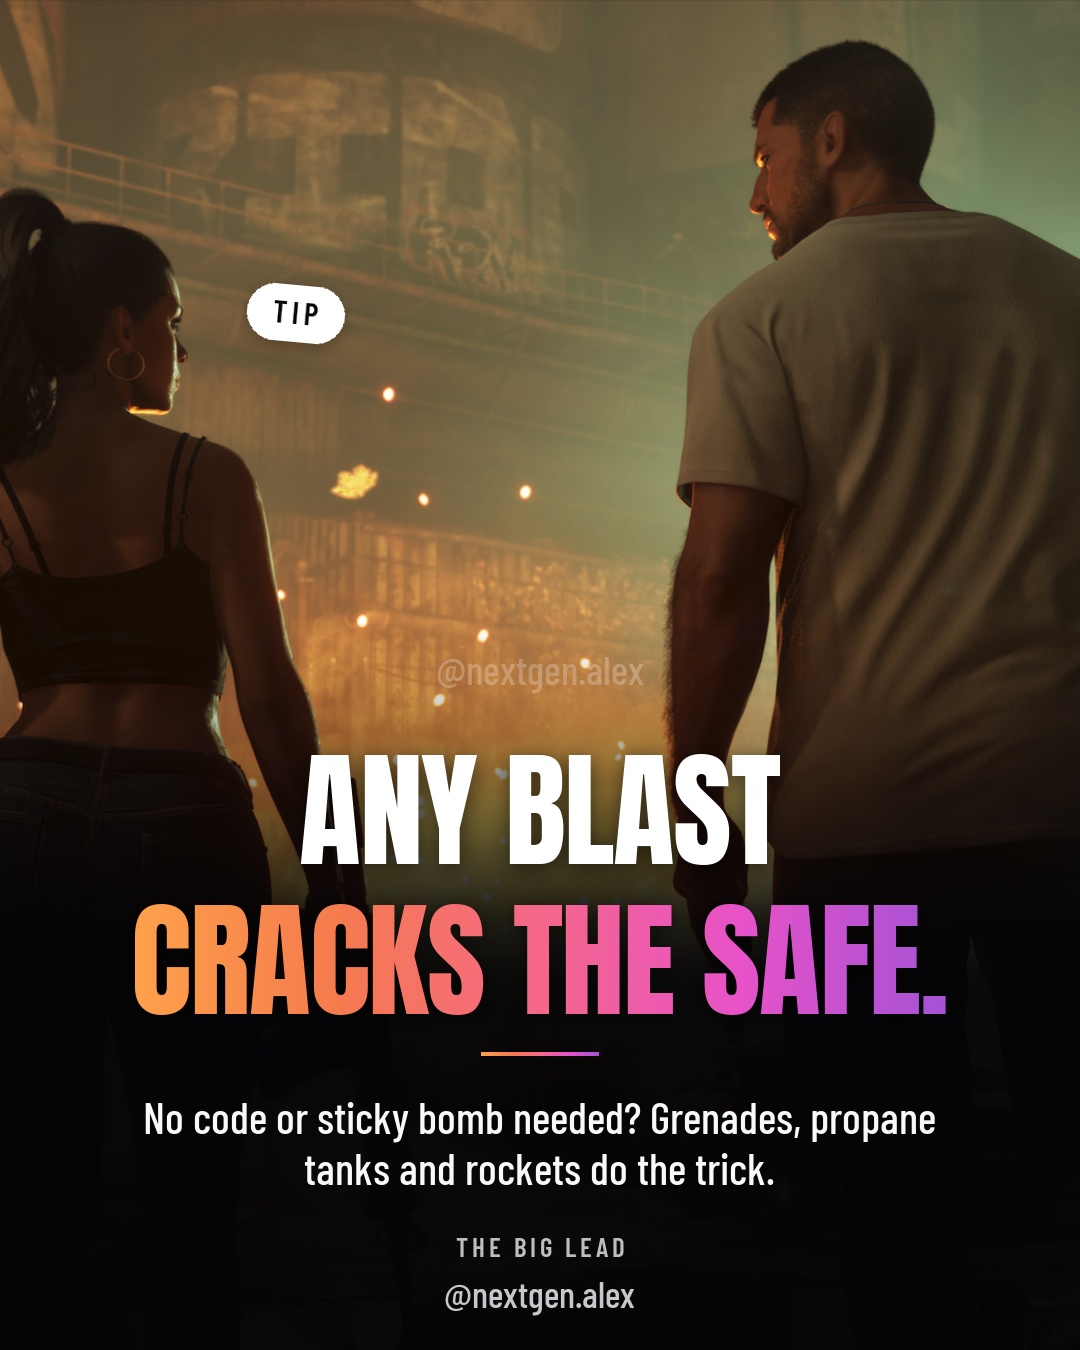 TIP
@nextgen.alex
ANY BLAST
CRACKS THE SAFE.
No code or sticky bomb needed? Grenades, propane
tanks and rockets do the trick.
THE BIG LEAD
@nextgen.alex